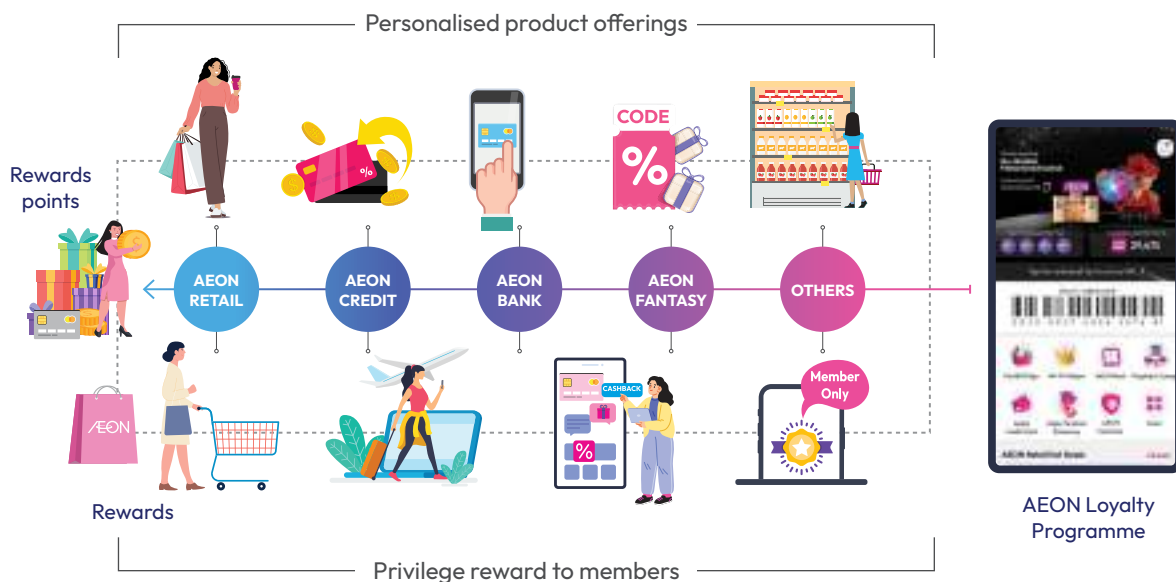 Personalised product offerings
CODE
%
Rewards
points
%
AEON
RETAIL
AEON
CREDIT
AEON
BANK
AEON
FANTASY
OTHERS
CASHBACK
Member
Only
%
ÆON
Rewards
AEON Loyalty
Programme
Privilege reward to members